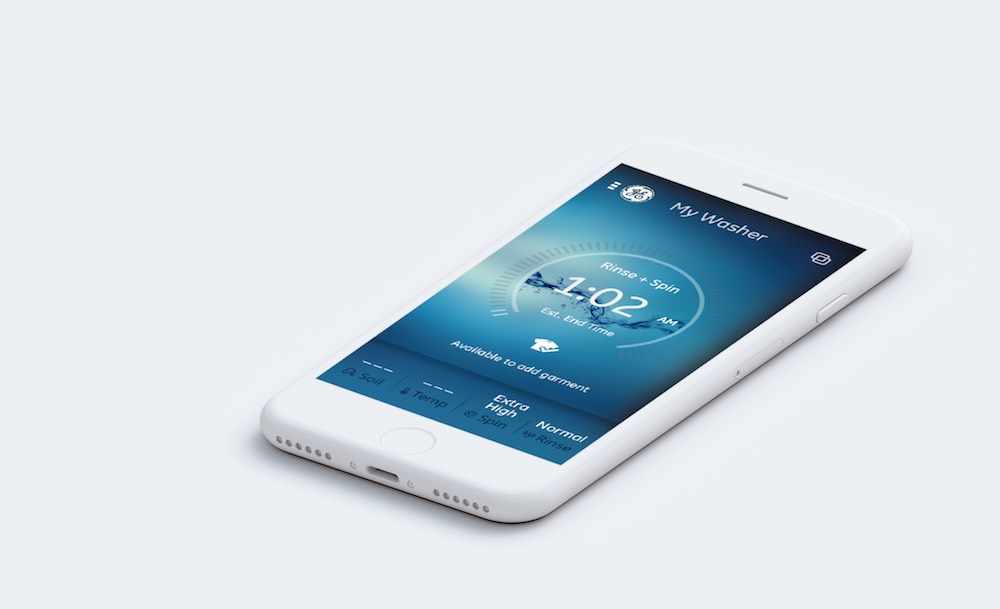 My Washer
Rinse + Spin
1:02 AM
Est. End Time
Available to add garment
--- --- Extra High Normal
Soil Temp Spin Rinse